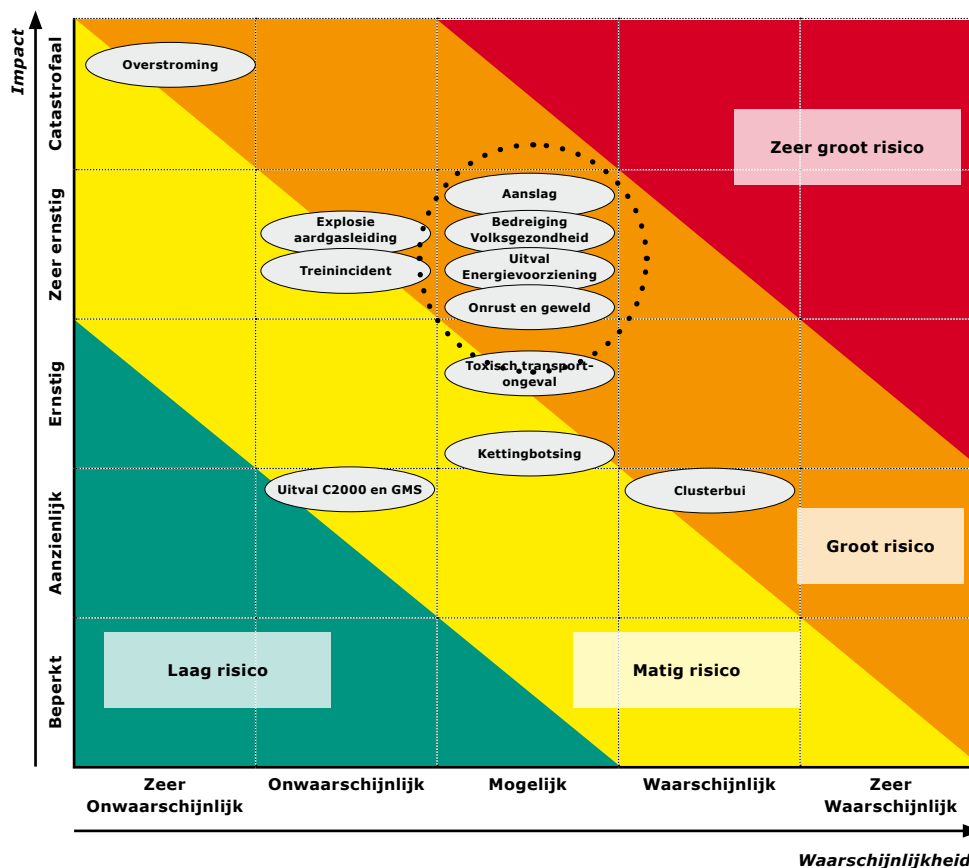 Impact
Catastrofaal
Zeer ernstig
Ernstig
Aanzienlijk
Beperkt
Overstroming
Zeer groot risico
Aanslag
Explosie
aardgasleiding
Bedreiging
Volksgezondheid
Treinincident
Uitval
Energievoorziening
Onrust en geweld
Toxisch transport-
ongeval
Kettingbotsing
Uitval C2000 en GMS
Clusterbui
Groot risico
Laag risico
Matig risico
Zeer
Onwaarschijnlijk
Onwaarschijnlijk
Mogelijk
Waarschijnlijk
Zeer
Waarschijnlijk
Waarschijnlijkheid